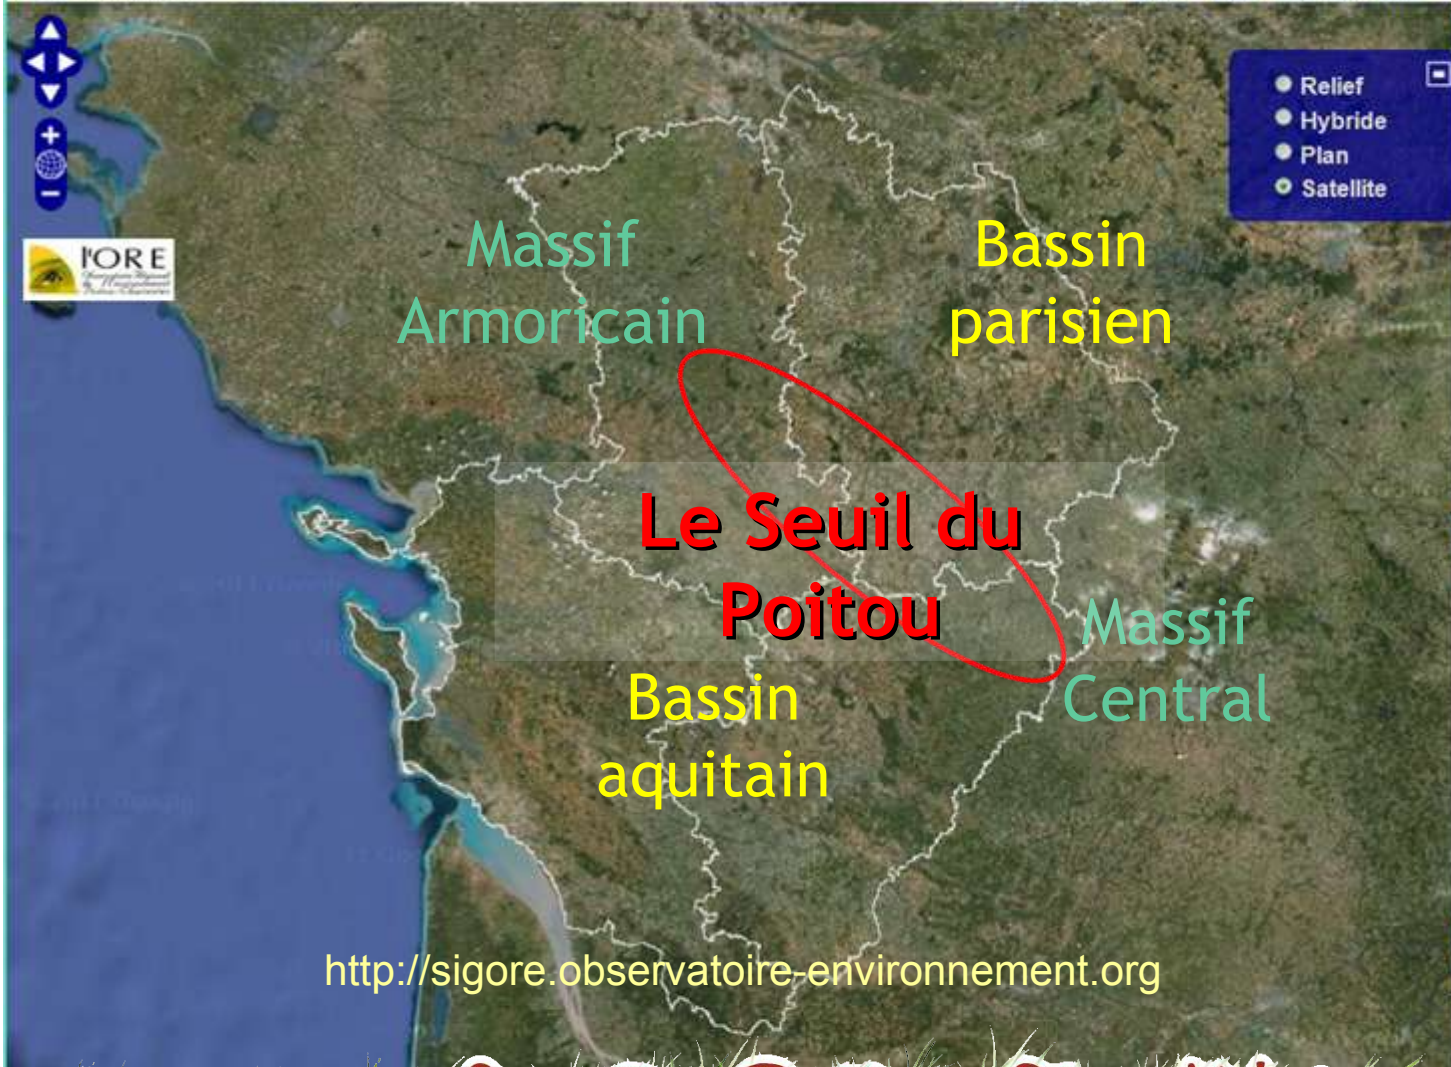 Relief
Hybride
Plan
Satellite
l'ORE
Massif
Armoricain
Bassin
parisien
Le Seuil du
Poitou
Massif
Central
Bassin
aquitain
http://sigore.observatoire-environnement.org